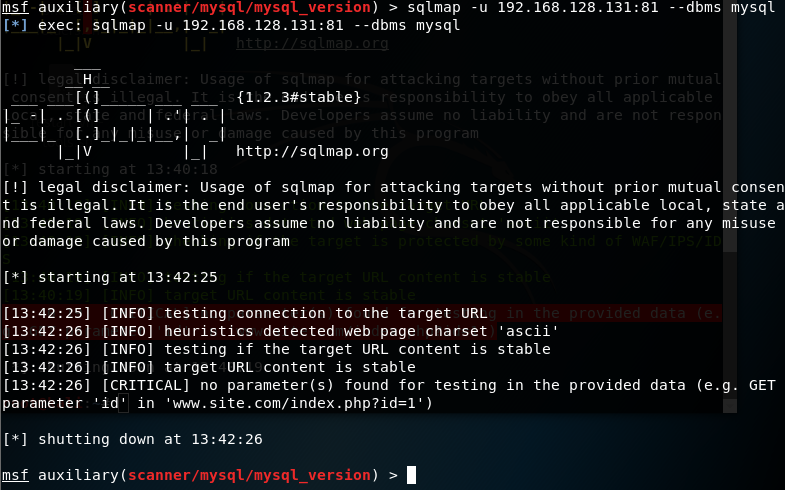 msf auxiliary(scanner/mysql/mysql_version) > sqlmap -u 192.168.128.131:81 --dbms mysql
[*] exec: sqlmap -u 192.168.128.131:81 --dbms mysql
|_|V |_| http://sqlmap.org
___
__H__
___ ___[(]_____ ___ ___ {1.2.3#stable}
|_ -| . [(] | .'| . |
|___|_ [.]_|_|_|__,| _|
|_|V |_| http://sqlmap.org
[!] legal disclaimer: Usage of sqlmap for attacking targets without prior mutual consen
t is illegal. It is the end user's responsibility to obey all applicable local, state a
nd federal laws. Developers assume no liability and are not responsible for any misuse
or damage caused by this program
[*] starting at 13:42:25
[13:42:25] [INFO] testing connection to the target URL
[13:42:26] [INFO] heuristics detected web page charset 'ascii'
[13:42:26] [INFO] testing if the target URL content is stable
[13:42:26] [INFO] target URL content is stable
[13:42:26] [CRITICAL] no parameter(s) found for testing in the provided data (e.g. GET
parameter 'id' in 'www.site.com/index.php?id=1')
[*] shutting down at 13:42:26
msf auxiliary(scanner/mysql/mysql_version) >